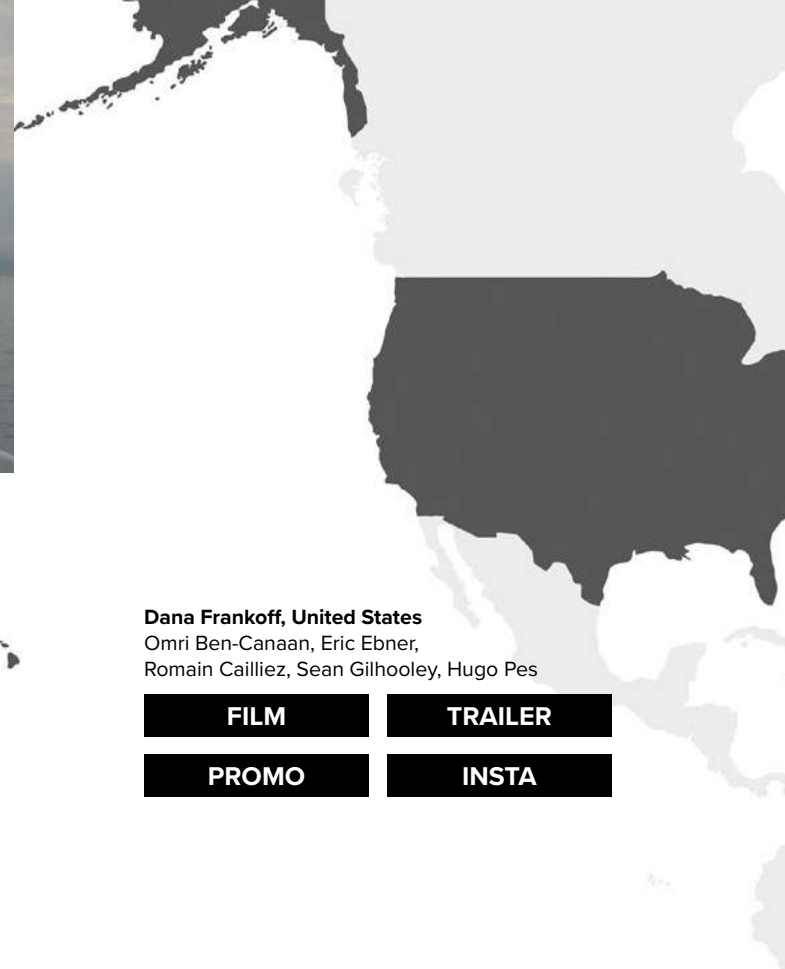 Dana Frankoff, United States
Omri Ben-Canaan, Eric Ebner,
Romain Cailliez, Sean Gilhooley, Hugo Pes
FILM
TRAILER
PROMO
INSTA